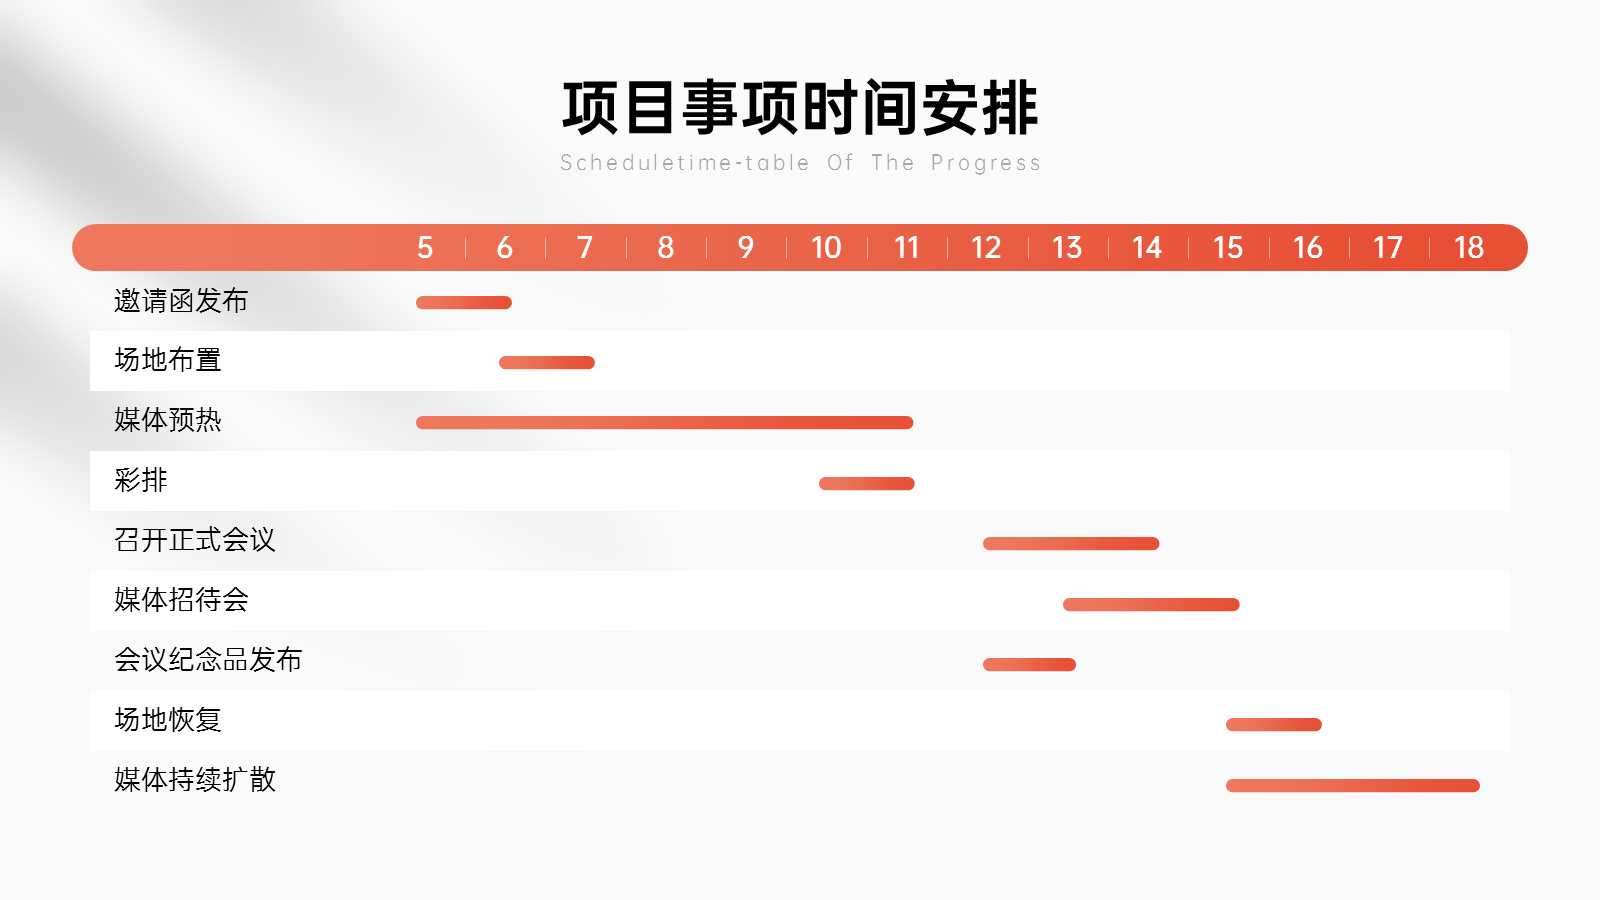 项目事项时间安排
Scheduletime-table Of The Progress
5 6 7 8 9 10 11 12 13 14 15 16 17 18
邀请函发布
场地布置
媒体预热
彩排
召开正式会议
媒体招待会
会议纪念品发布
场地恢复
媒体持续扩散